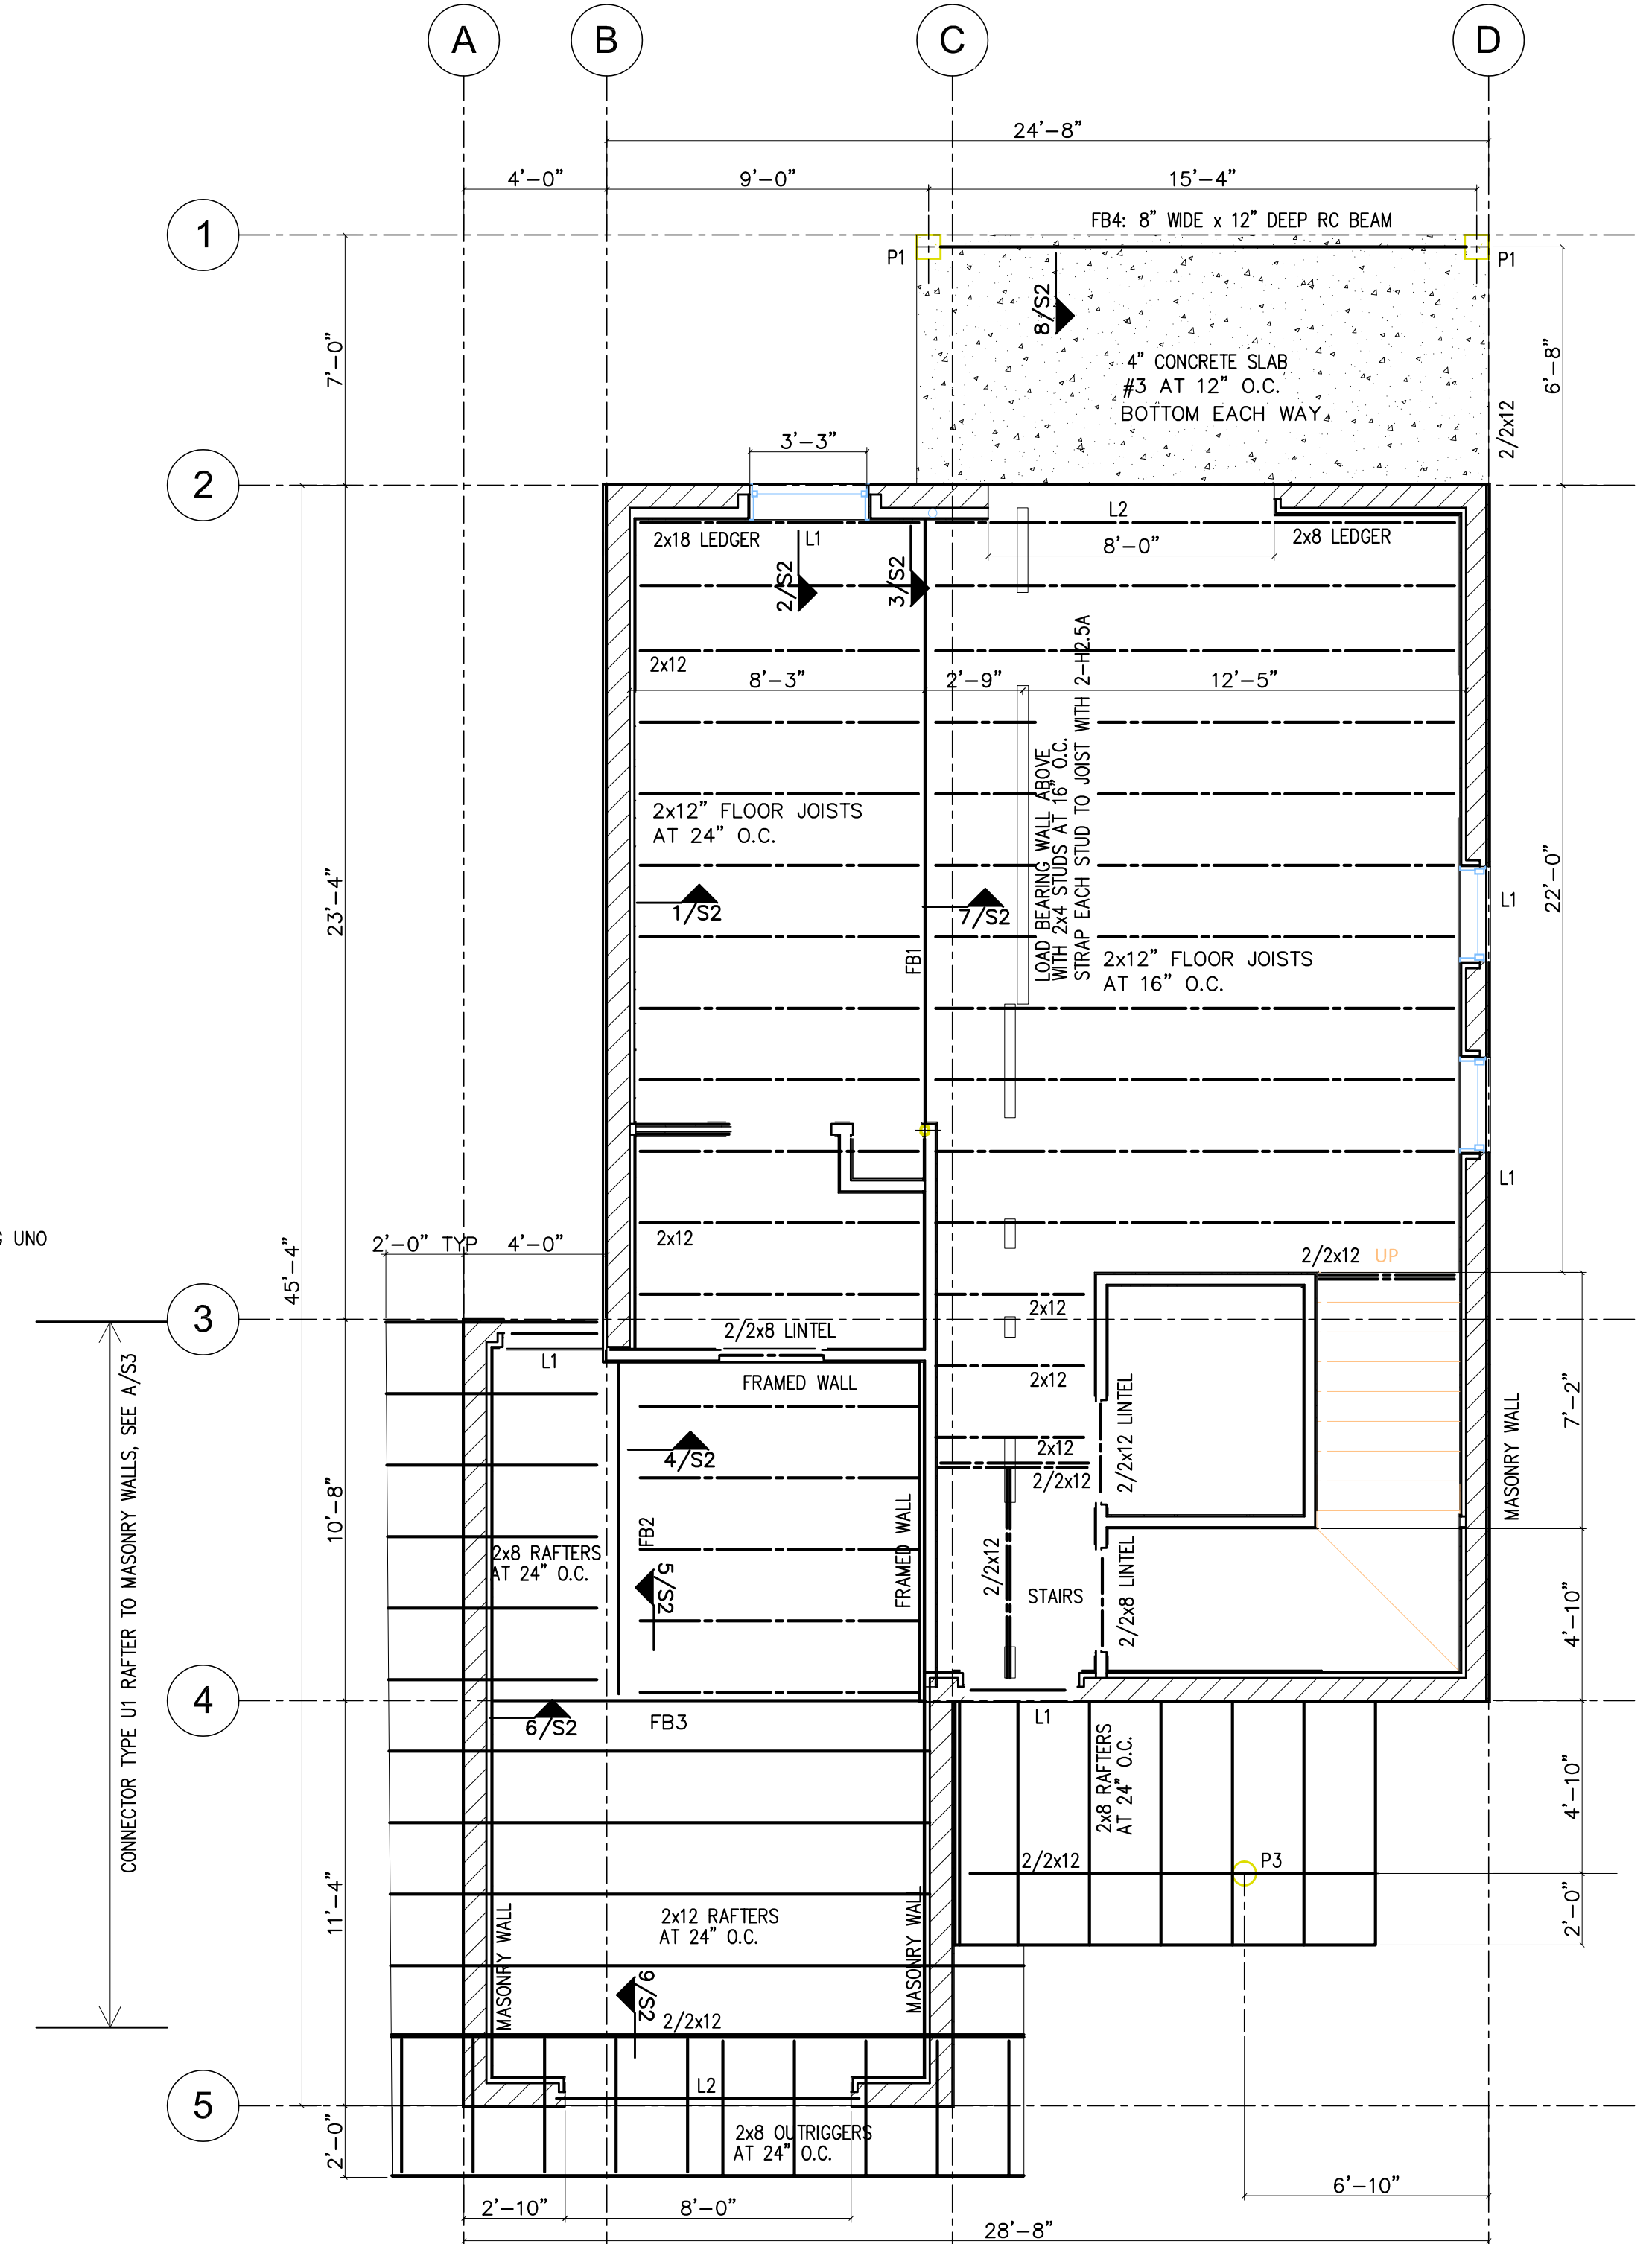 A
B
C
D
24'-8"
4'-0"
9'-0"
15'-4"
1
FB4: 8" WIDE x 12" DEEP RC BEAM
P1
P1
8/S2
7'-0"
4" CONCRETE SLAB
#3 AT 12" O.C.
BOTTOM EACH WAY
6'-8"
2/2x12
3'-3"
2
L2
2x18 LEDGER
L1
8'-0"
2x8 LEDGER
2/S2
3/S2
2x12
8'-3"
2'-9"
12'-5"
LOAD BEARING WALL ABOVE
WITH 2x4 STUDS AT 16" O.C.
STRAP EACH STUD TO JOIST WITH 2-H2.5A
2x12" FLOOR JOISTS
AT 24" O.C.
23'-4"
1/S2
7/S2
L1
22'-0"
FB1
2x12" FLOOR JOISTS
AT 16" O.C.
L1
UNO
2'-0" TYP
4'-0"
2x12
2/2x12
UP
45'-4"
3
2x12
2/2x8 LINTEL
L1
FRAMED WALL
2x12
CONNECTOR TYPE U1 RAFTER TO MASONRY WALLS, SEE A/S3
7'-2"
2/2x12 LINTEL
MASONRY WALL
4/S2
2x12
2/2x12
10'-8"
FB2
FRAMED WALL
2x8 RAFTERS
AT 24" O.C.
5/S2
2/2x12
STAIRS
2/2x8 LINTEL
4'-10"
4
6/S2
FB3
L1
2x8 RAFTERS
AT 24" O.C.
4'-10"
2/2x12
P3
11'-4"
MASONRY WALL
2x12 RAFTERS
AT 24" O.C.
MASONRY WALL
2'-0"
9/S2
2/2x12
5
L2
2x8 OUTRIGGERS
AT 24" O.C.
2'-0"
6'-10"
2'-10"
8'-0"
28'-8"